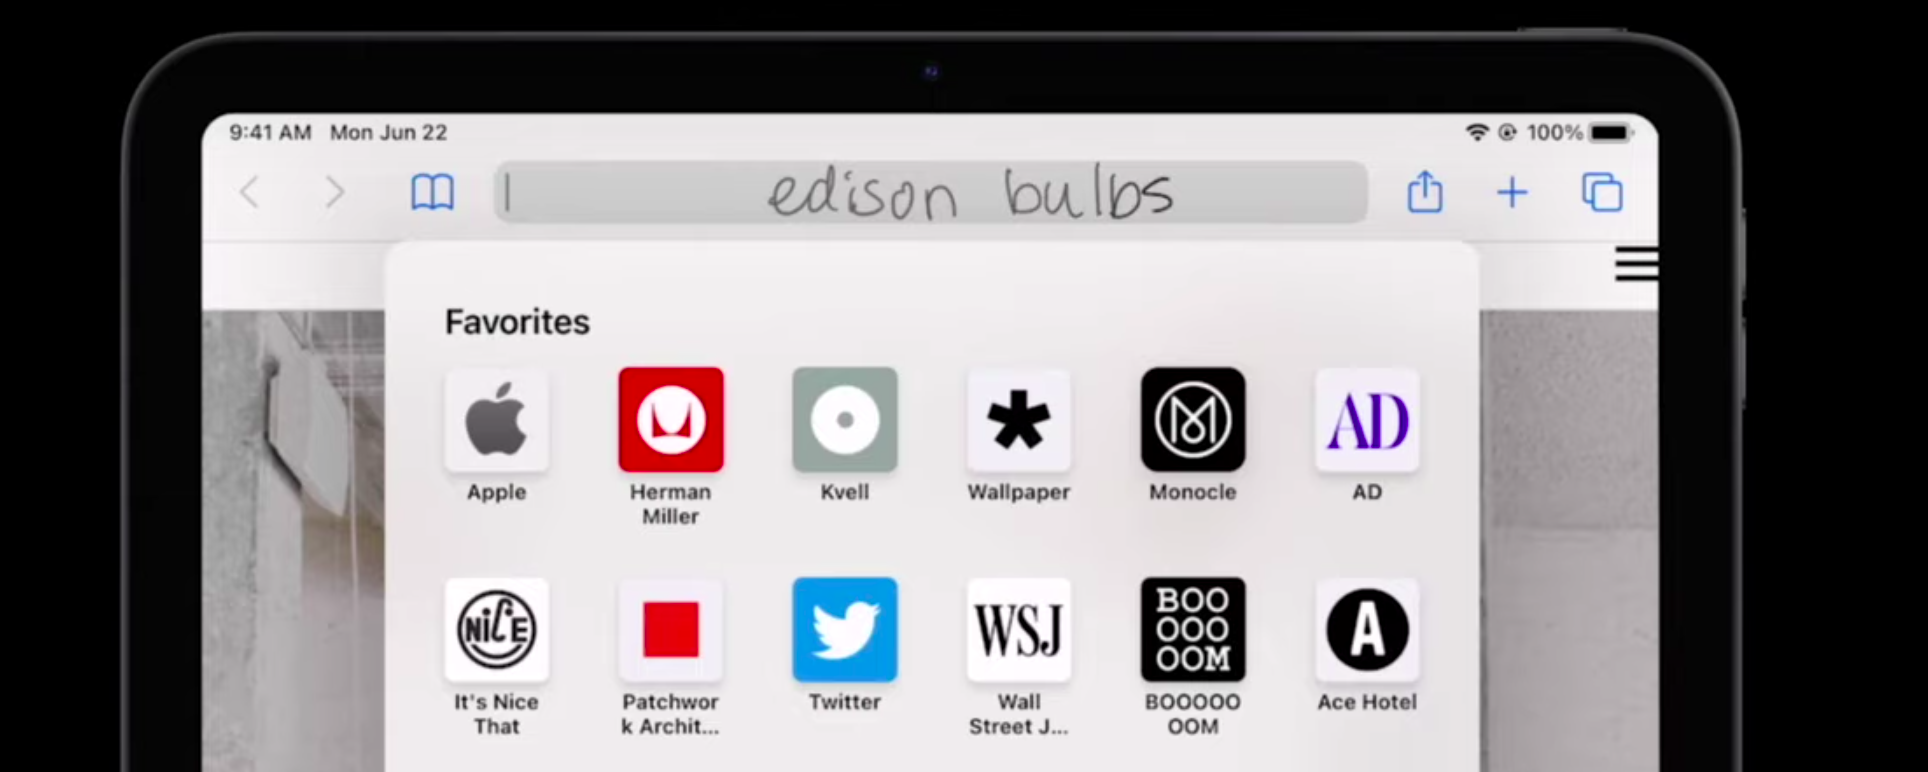 9:41 AM Mon Jun 22 100%
edison bulbs
Favorites
AD
Apple Herman Miller Kvell Wallpaper Monocle AD
NiCE WSJ BOO
OOO
OOM A
It's Nice That Patchwork Archit... Twitter Wall Street J... BOOOOOOOM Ace Hotel